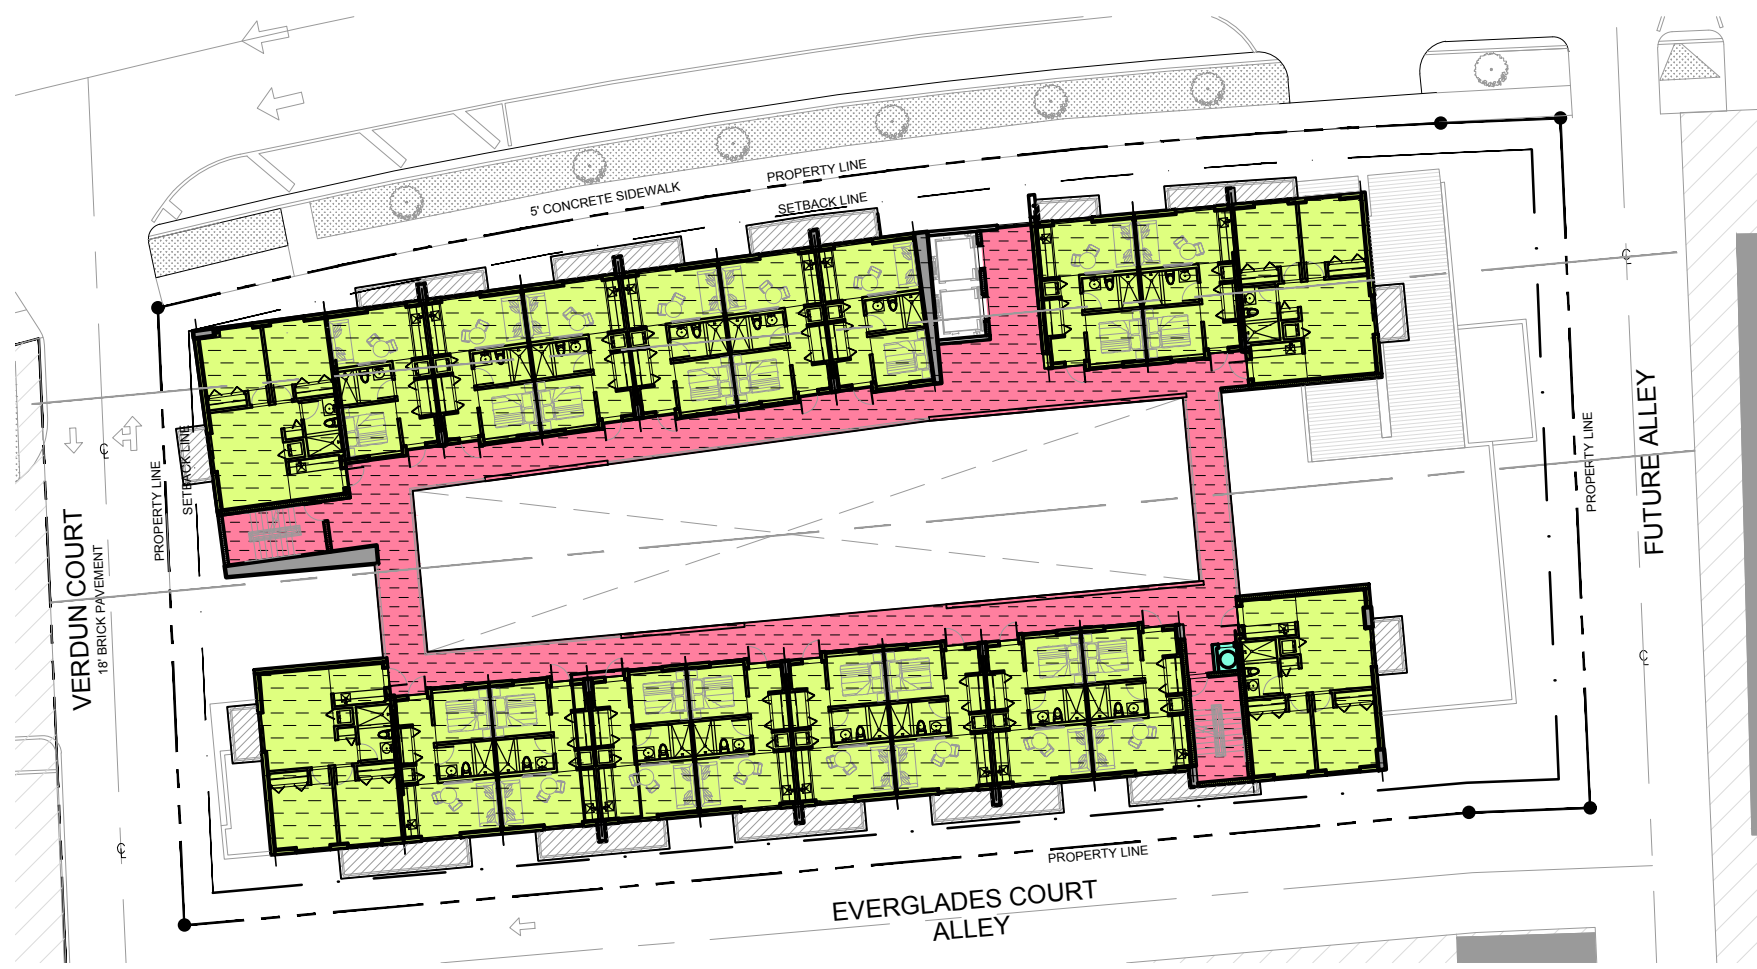 PROPERTY LINE
5' CONCRETE SIDEWALK
SETBACK LINE
PROPERTY LINE
SETBACK LINE
VERDUN COURT
18' BRICK PAVEMENT
PROPERTY LINE
FUTURE ALLEY
PROPERTY LINE
EVERGLADES COURT
ALLEY